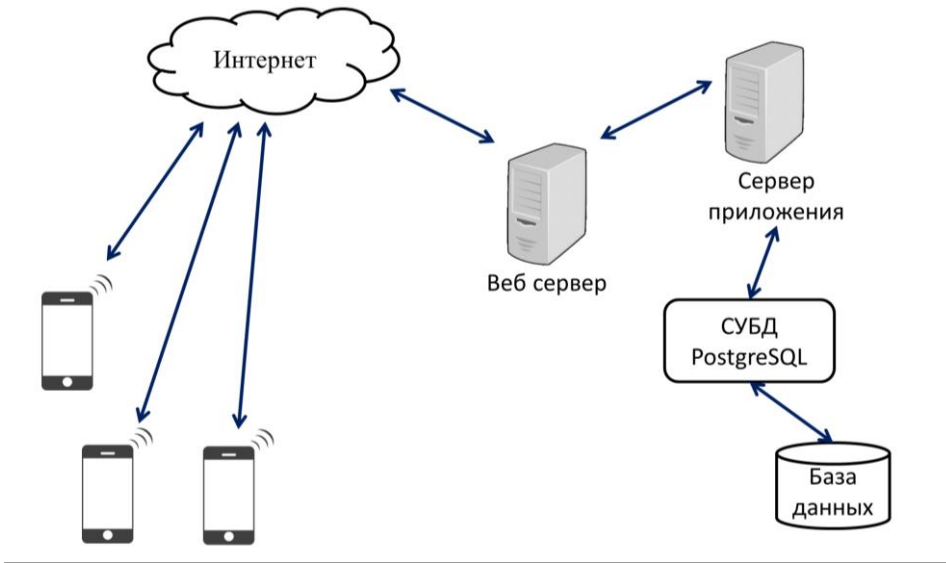 Интернет
Сервер
приложения
Веб сервер
СУБД
PostgreSQL
База
данных